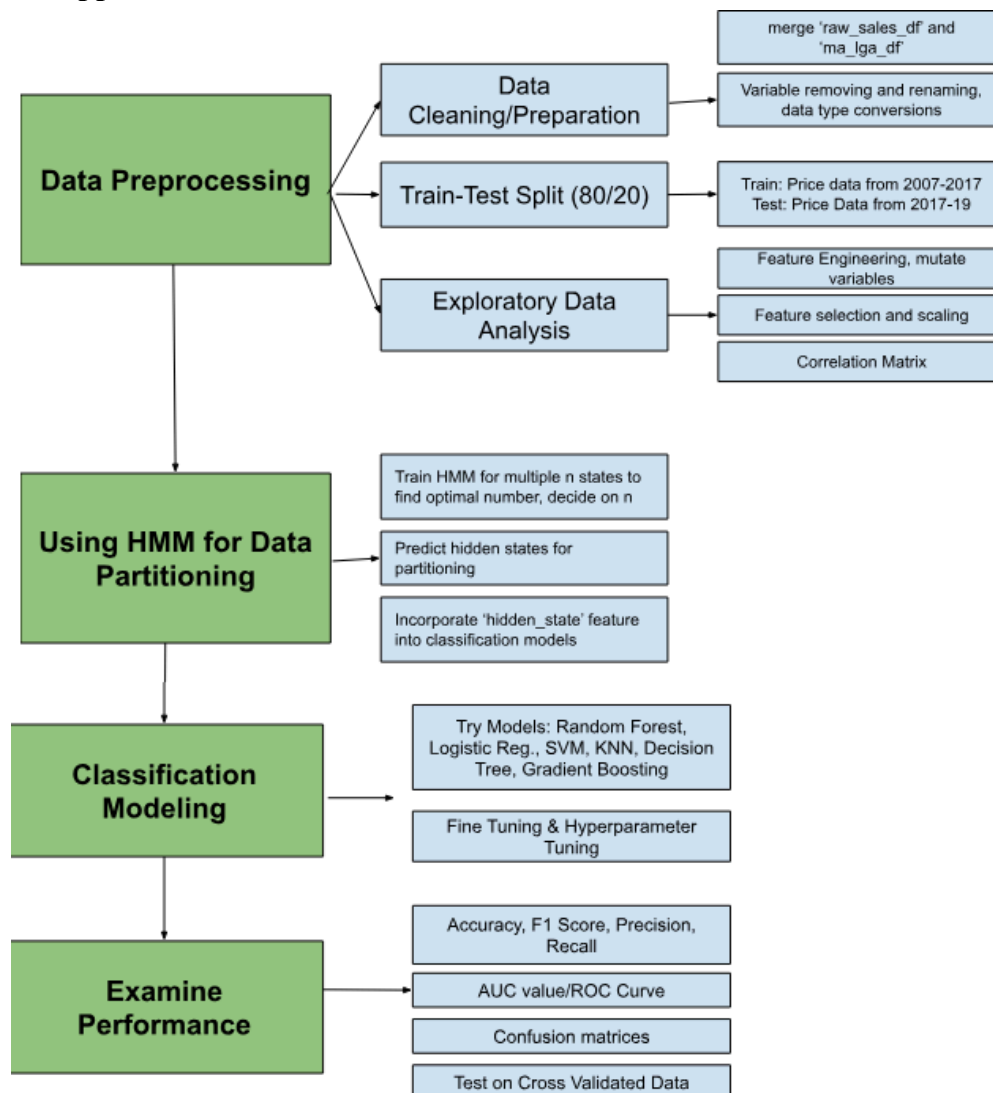 merge ‘raw_sales_df’ and
‘ma_lga_df’
Data
Cleaning/Preparation
Variable removing and renaming,
data type conversions
Data Preprocessing
Train-Test Split (80/20)
Train: Price data from 2007-2017
Test: Price Data from 2017-19
Feature Engineering, mutate
variables
Exploratory Data
Analysis
Feature selection and scaling
Correlation Matrix
Using HMM for Data
Partitioning
Train HMM for multiple n states to
find optimal number, decide on n
Predict hidden states for
partitioning
Incorporate ‘hidden_state’ feature
into classification models
Classification
Modeling
Try Models: Random Forest,
Logistic Reg., SVM, KNN, Decision
Tree, Gradient Boosting
Fine Tuning & Hyperparameter
Tuning
Examine
Performance
Accuracy, F1 Score, Precision,
Recall
AUC value/ROC Curve
Confusion matrices
Test on Cross Validated Data